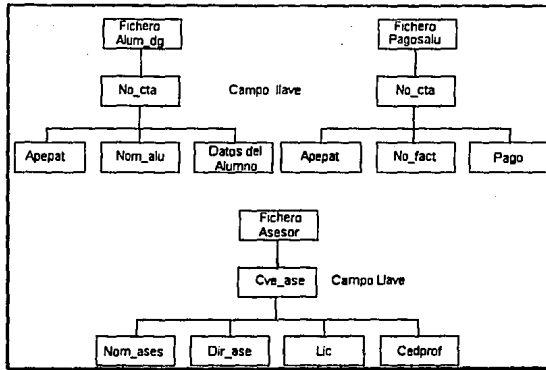 Fichero
Alum_dg
Fichero
Pagosalu
No_cta
Campo llave
No_cta
Apepat
Nom_alu
Datos del
Alumno
Apepat
No_fact
Pago
Fichero
Asesor
Cve_ase
Campo Llave
Nom_ases
Dir_ase
Lic
Cedprof